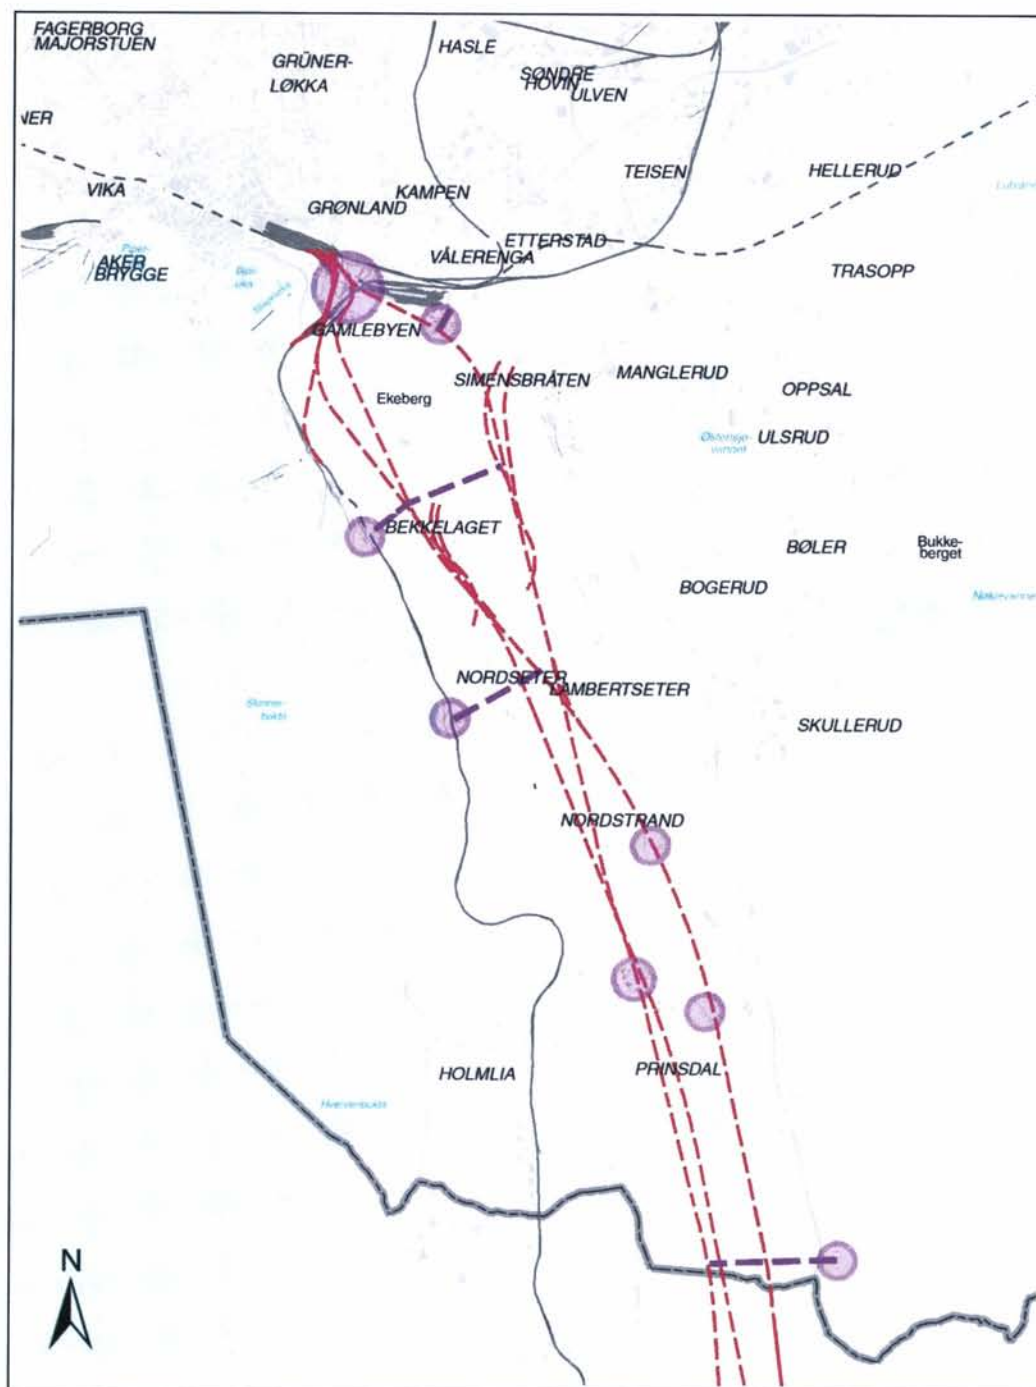 FAGERBORG
MAJORSTUEN
HASLE
GRÜNER-
LØKKA
SØNDRE
HOVIN
ULVEN
NER
TEISEN
HELLERUD
VIKA
KAMPEN
GRØNLAND
ETTERSTAD
VÅLERENGA
AKER
BRYGGE
TRASOPP
GAMLEBYEN
SIMENSBRÅTEN
MANGLERUD
OPPSAL
Ekeberg
ULSRUD
BEKKELAGET
BØLER
Bukke-
berget
BOGERUD
NORDSETER
LAMBERTSETER
SKULLERUD
NORDSTRAND
HOLMLIA
PRINSDAL
N